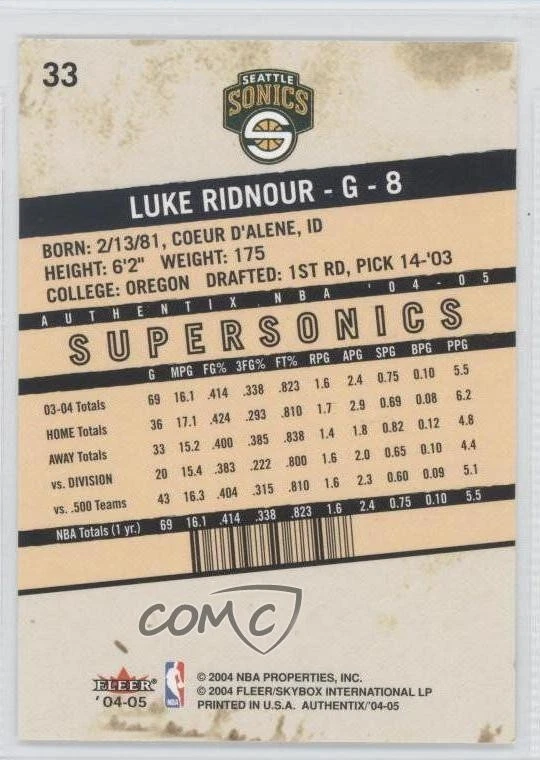 33
SEATTLE
SONICS
LUKE RIDNOUR - G - 8
BORN: 2/13/81, COEUR D'ALENE, ID
HEIGHT: 6'2" WEIGHT: 175
COLLEGE: OREGON DRAFTED: 1ST RD, PICK 14-'03
AUTHENTIX NBA '04-05
SUPERSONICS
G MPG FG% 3FG% FT% RPG APG SPG BPG PPG
03-04 Totals 69 16.1 .414 .338 .823 1.6 2.4 0.75 0.10 5.5
HOME Totals 36 17.1 .424 .293 .810 1.7 2.9 0.69 0.08 6.2
AWAY Totals 33 15.2 .400 .385 .838 1.4 1.8 0.82 0.12 4.8
vs. DIVISION 20 15.4 .383 .222 .800 1.6 2.0 0.65 0.10 4.4
vs. .500 Teams 43 16.3 .404 .315 .810 1.6 2.3 0.60 0.09 5.1
NBA Totals (1 yr.) 69 16.1 .414 .338 .823 1.6 2.4 0.75 0.10 5.5
COMC
FLEER®
'04-05
NBA
© 2004 NBA PROPERTIES, INC.
© 2004 FLEER/SKYBOX INTERNATIONAL LP
PRINTED IN U.S.A. AUTHENTIX/'04-05